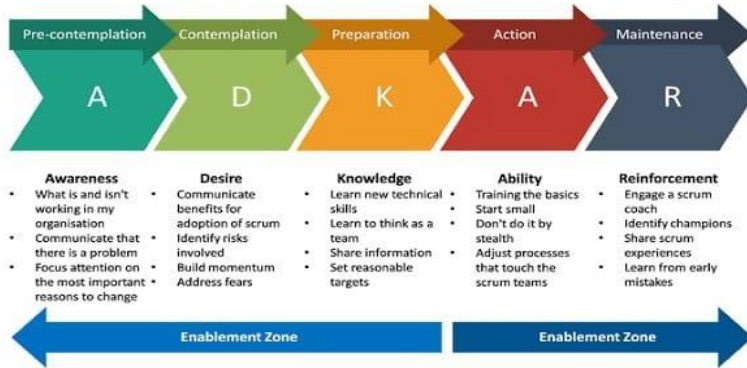 Pre-contemplation
Contemplation
Preparation
Action
Maintenance
A
D
K
A
R
Awareness
• What is and isn't
working in my
organisation
• Communicate that
there is a problem
• Focus attention on
the most important
reasons to change
Desire
• Communicate
benefits for
adoption of scrum
• Identify risks
involved
• Build momentum
• Address fears
Knowledge
• Learn new technical
skills
• Learn to think as a
team
• Share information
• Set reasonable
targets
Ability
• Training the basics
• Start small
• Don't do it by
stealth
• Adjust processes
that touch the
scrum teams
Reinforcement
• Engage a scrum
coach
• Identify champions
• Share scrum
experiences
• Learn from early
mistakes
Enablement Zone
Enablement Zone